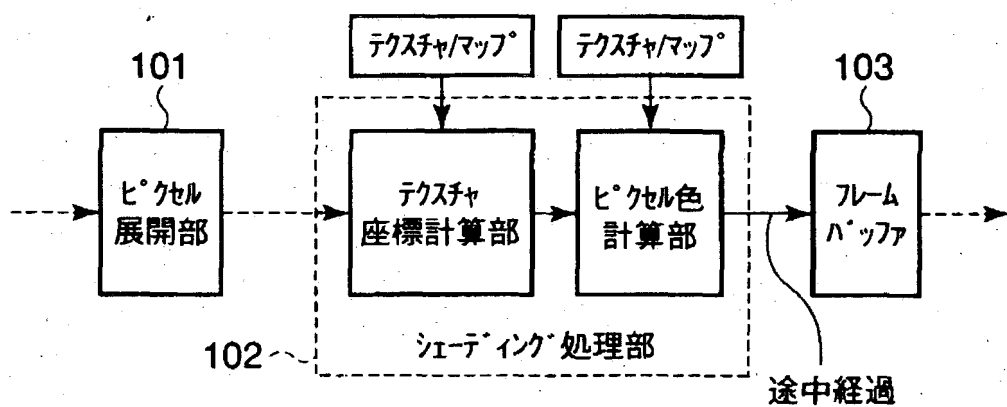 テクスチャ/マップ
テクスチャ/マップ
101
103
ピクセル
展開部
テクスチャ
座標計算部
ピクセル色
計算部
フレーム
バッファ
102
シェーディング処理部
途中経過